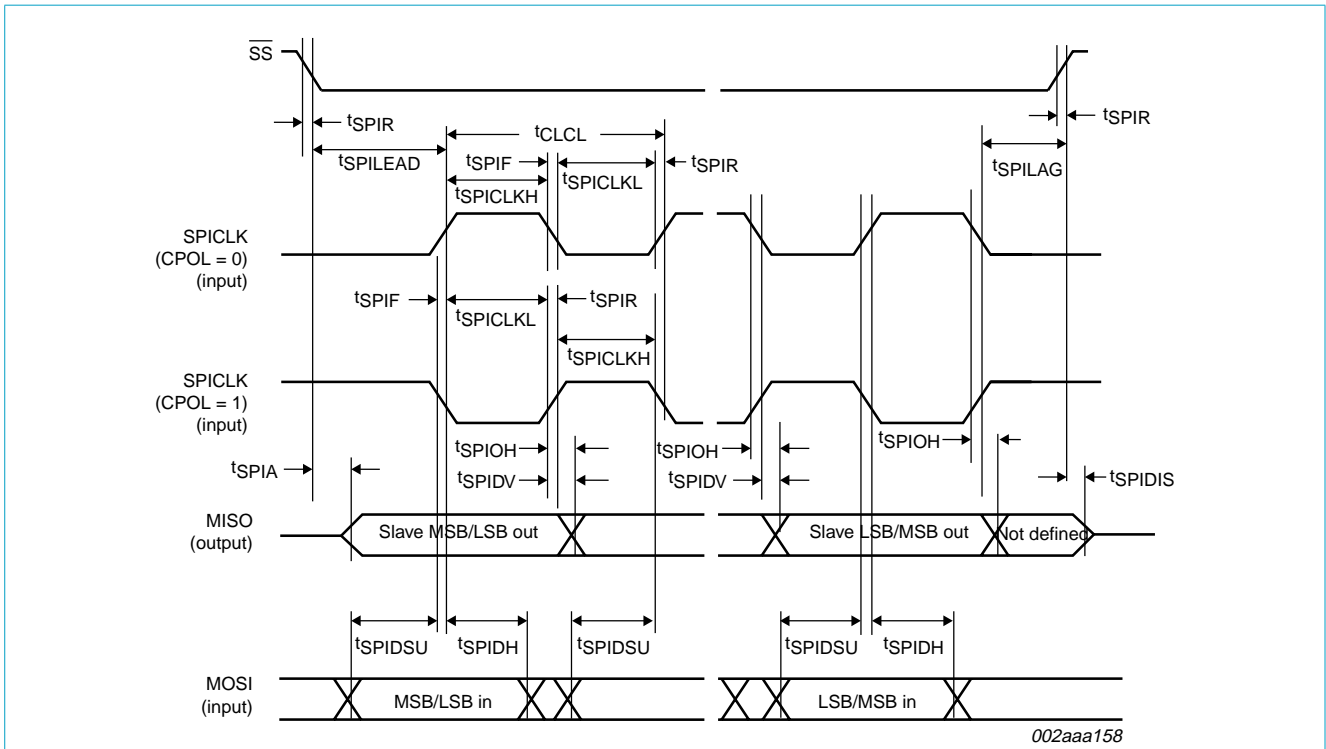 SS
tSPIR
tCLCL
tSPIR
tSPILEAD
tSPIF
tSPICLKL
tSPIR
tSPILAG
tSPICLKH
SPICLK
(CPOL = 0)
(input)
tSPIF
tSPICLKL
tSPIR
tSPICLKH
SPICLK
(CPOL = 1)
(input)
tSPIOH
tSPIOH
tSPIOH
tSPIA
tSPIDV
tSPIDV
tSPIDIS
MISO
(output)
Slave MSB/LSB out
Slave LSB/MSB out
Not defined
tSPIDSU
tSPIDH
tSPIDSU
tSPIDSU
tSPIDH
MOSI
(input)
MSB/LSB in
LSB/MSB in
002aaa158